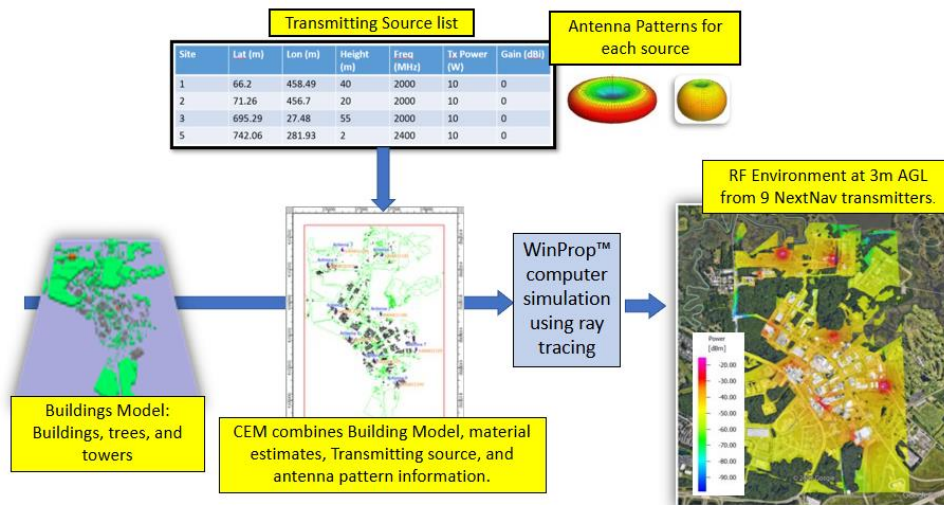 Transmitting Source list
Antenna Patterns for
each source
Site Lat (m) Lon (m) Height (m) Freq (MHz) Tx Power (W) Gain (dBi)
1 66.2 458.49 40 2000 10 0
2 71.26 456.7 20 2000 10 0
3 695.29 27.48 55 2000 10 0
5 742.06 281.93 2 2400 10 0
RF Environment at 3m AGL
from 9 NextNav transmitters.
WinProp™
computer
simulation
using ray
tracing
Power
[dBm]
-20.00
-30.00
-40.00
-50.00
-60.00
-70.00
-80.00
-90.00
Buildings Model:
Buildings, trees, and
towers
CEM combines Building Model, material
estimates, Transmitting source, and
antenna pattern information.